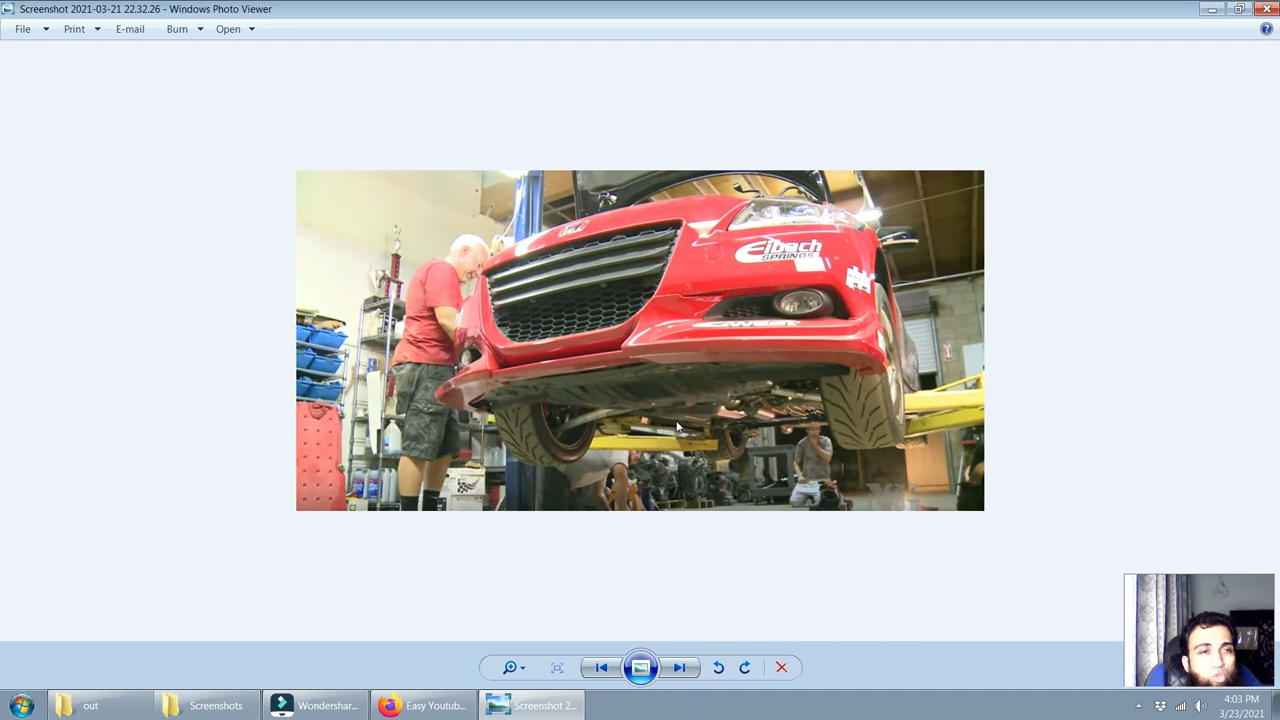 Screenshot 2021-03-21 22.32.26 - Windows Photo Viewer
File Print E-mail Burn Open
Eibach
SPRINGS
out Screenshots Wondershar... Easy Youtub... Screenshot 2...
4:03 PM
3/23/2021